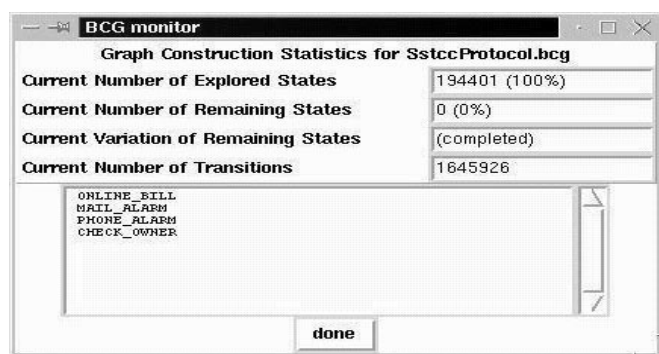 BCG monitor
Graph Construction Statistics for SstccProtocol.bcg
Current Number of Explored States 194401 (100%)
Current Number of Remaining States 0 (0%)
Current Variation of Remaining States (completed)
Current Number of Transitions 1645926
ONLINE_BILL
MAIL_ALARM
PHONE_ALARM
CHECK_OWNER
done